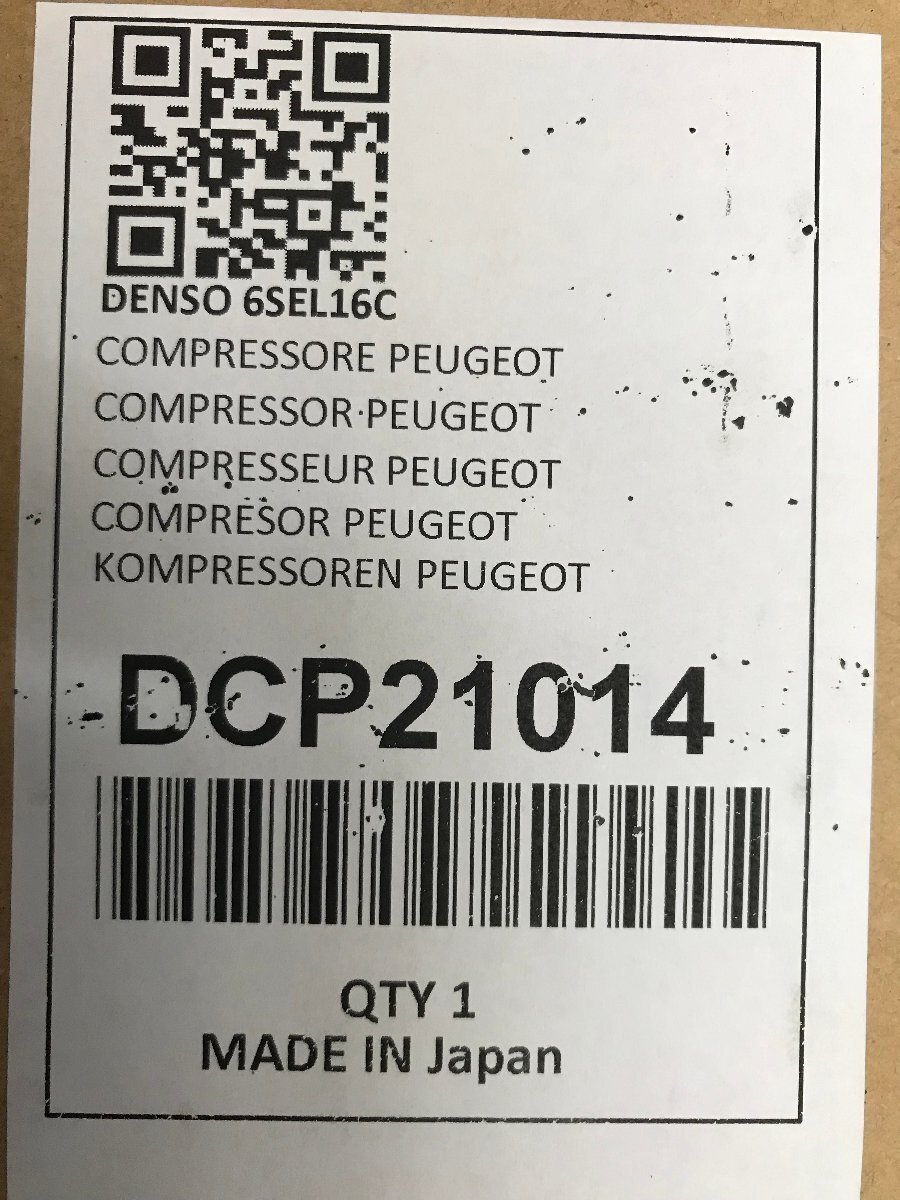 DENSO 6SEL16C
COMPRESSORE PEUGEOT
COMPRESSOR PEUGEOT
COMPRESSEUR PEUGEOT
COMPRESOR PEUGEOT
KOMPRESSOREN PEUGEOT
DCP21014
QTY 1
MADE IN Japan